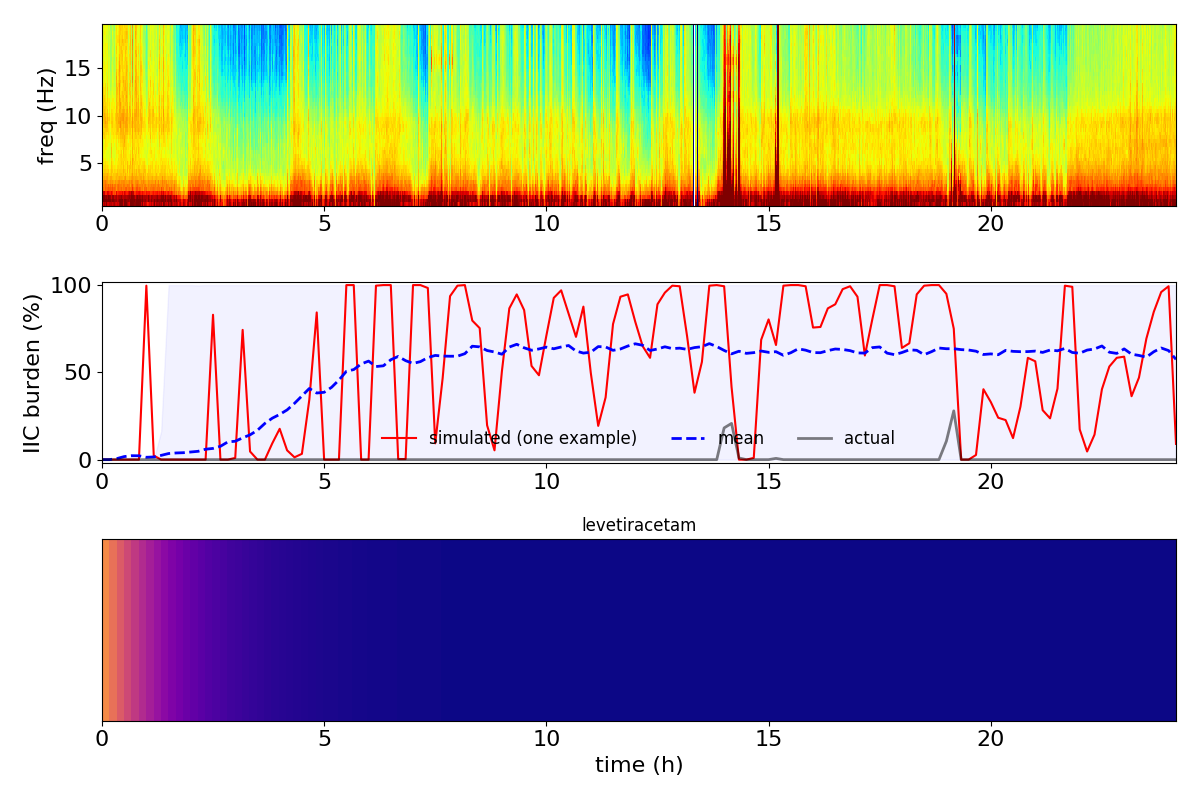 freq (Hz)
15
10
5
0 5 10 15 20
IIC burden (%)
100
50
0
simulated (one example) mean actual
0 5 10 15 20
levetiracetam
0 5 10 15 20
time (h)